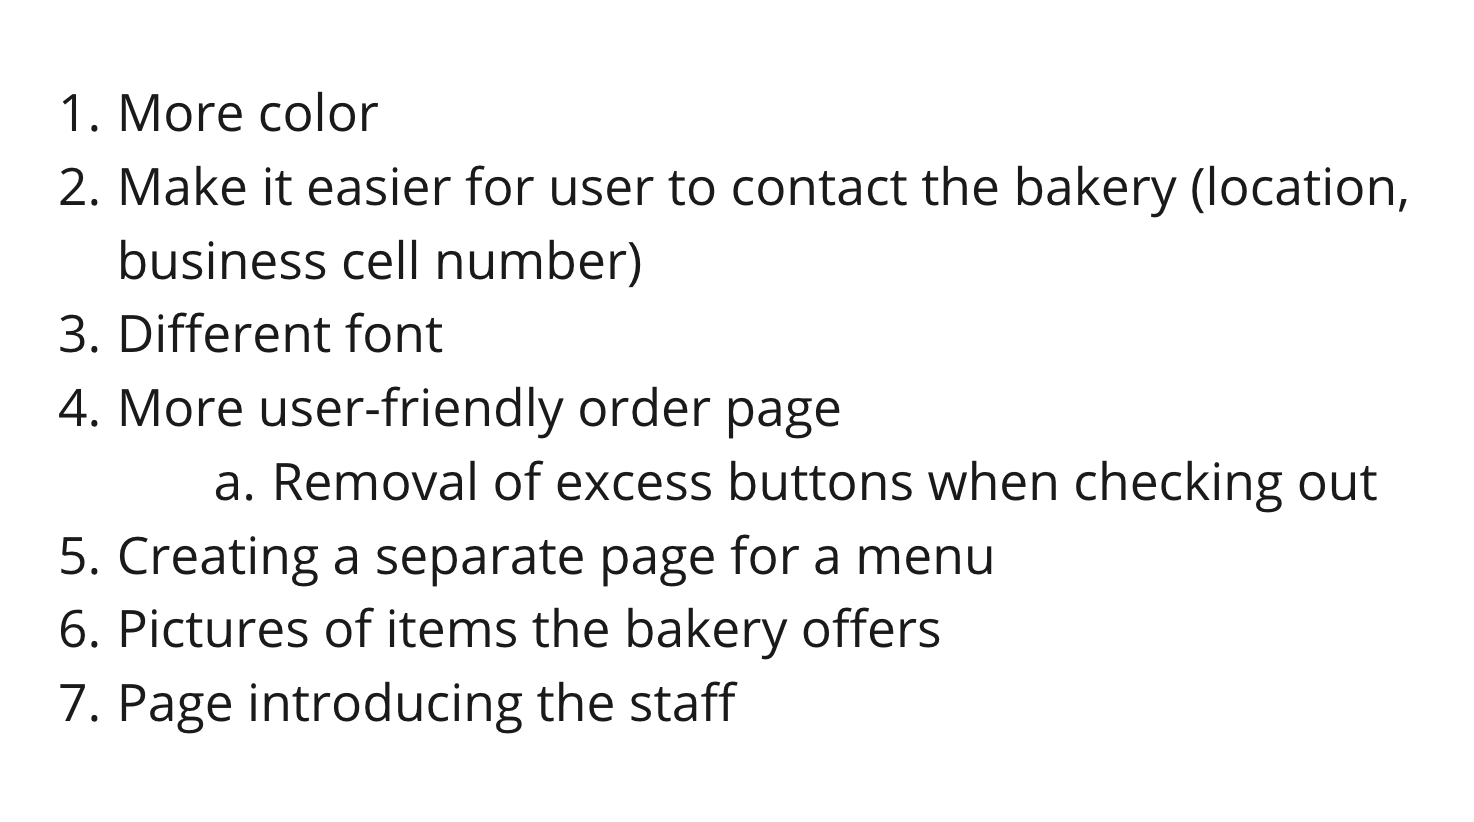 1. More color
2. Make it easier for user to contact the bakery (location,
business cell number)
3. Different font
4. More user-friendly order page
a. Removal of excess buttons when checking out
5. Creating a separate page for a menu
6. Pictures of items the bakery offers
7. Page introducing the staff